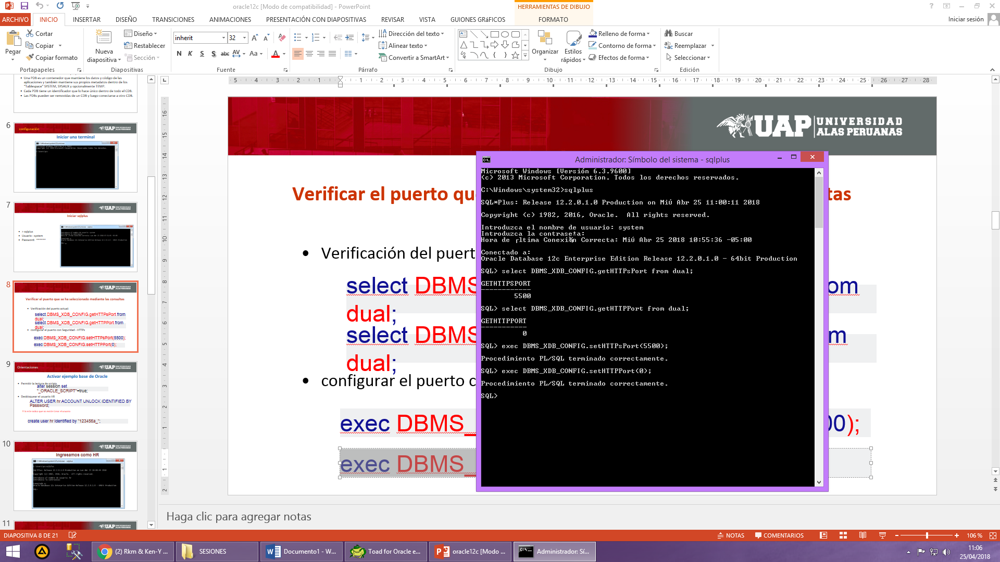 oracle12c [Modo de compatibilidad] - PowerPoint
HERRAMIENTAS DE DIBUJO
ARCHIVO
INICIO
INSERTAR
DISEÑO
TRANSICIONES
ANIMACIONES
PRESENTACIÓN CON DIAPOSITIVAS
REVISAR
VISTA
GUIONES GRáFICOS
FORMATO
Iniciar sesión
Pegar
Cortar
Copiar
Copiar formato
Portapapeles
Nueva
diapositiva
Diseño
Restablecer
Sección
Diapositivas
inherit
32
N K S S abc AV Aa A
Fuente
Dirección del texto
Alinear texto
Convertir a SmartArt
Párrafo
Organizar
Estilos
rápidos
Relleno de forma
Contorno de forma
Efectos de forma
Dibujo
Buscar
Reemplazar
Seleccionar
Edición
Una PDB es un contenedor que mantiene los datos y código de las
aplicaciones y también mantiene sus propios metadatos dentro de los
"Tablespace" SYSTEM, SYSAUX y opcionalmente TEMP.
Cada PDB tiene un identificador que lo hace único dentro de todo el CDB.
Las PDBs pueden ser removidas de un CDB y luego conectarse a otro CDB.
6
configuración
UAP UNIVERSIDAD ALAS PERUANAS
Iniciar una terminal
7
UAP UNIVERSIDAD ALAS PERUANAS
Iniciar sqlplus
> sqlplus
Usuario : system
Password: ******
8
UAP UNIVERSIDAD ALAS PERUANAS
Verificar el puerto que se ha seleccionado mediante las consultas
Verificación del puerto actual:
select DBMS_XDB_CONFIG.getHTTPsPort from
dual;
select DBMS_XDB_CONFIG.getHTTPPort from
dual;
configurar el puerto con Seguridad - HTTPs
exec DBMS_XDB_CONFIG.setHTTPsPort(5500);
exec DBMS_XDB_CONFIG.setHTTPPort(0);
9
Orientaciones
UAP UNIVERSIDAD ALAS PERUANAS
Activar ejemplo base de Oracle
Permitir la lectura de scripts
alter session set
"_ORACLE_SCRIPT"=true;
Desbloquear el usuario HR
ALTER USER hr ACCOUNT UNLOCK IDENTIFIED BY
Password;
create user hr identified by "123456a_";
10
UAP UNIVERSIDAD ALAS PERUANAS
Ingresamos como HR
11
UAP UNIVERSIDAD
ALAS PERUANAS
Verificar el puerto qu
tas
Verificación del puert
select DBMS
om
dual;
select DBMS
m
dual;
configurar el puerto c
exec DBMS_
00);
exec DBMS_
Administrador: Símbolo del sistema - sqlplus
Microsoft Windows [Versión 6.3.9600]
(c) 2013 Microsoft Corporation. Todos los derechos reservados.
C:\Windows\system32>sqlplus
SQL*Plus: Release 12.2.0.1.0 Production on Miú Abr 25 11:00:11 2018
Copyright (c) 1982, 2016, Oracle.  All rights reserved.
Introduzca el nombre de usuario: system
Introduzca la contrase±a:
Hora de ┌ltima Conexi¾n Correcta: Miú Abr 25 2018 10:55:36 -05:00
Conectado a:
Oracle Database 12c Enterprise Edition Release 12.2.0.1.0 - 64bit Production
SQL> select DBMS_XDB_CONFIG.getHTTPsPort from dual;
GETHTTPSPORT
------------
5500
SQL> select DBMS_XDB_CONFIG.getHTTPPort from dual;
GETHTTPPORT
-----------
0
SQL> exec DBMS_XDB_CONFIG.setHTTPsPort(5500);
Procedimiento PL/SQL terminado correctamente.
SQL> exec DBMS_XDB_CONFIG.setHTTPPort(0);
Procedimiento PL/SQL terminado correctamente.
SQL>
Haga clic para agregar notas
DIAPOSITIVA 8 DE 21
NOTAS
COMENTARIOS
106 %
(2) Rkm & Ken-Y ...
SESIONES
Documento1 - W...
Toad for Oracle e...
oracle12c [Modo ...
Administrador: Sí...
11:06
25/04/2018